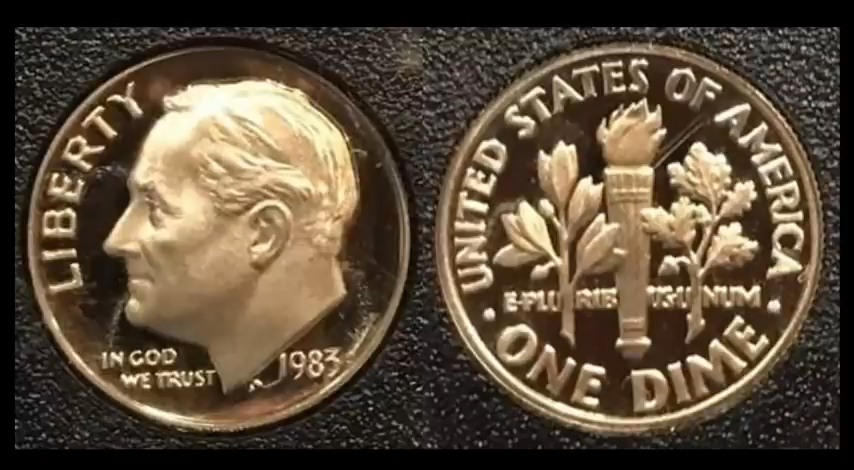 LIBERTY
IN GOD
WE TRUST
1983
UNITED STATES OF AMERICA
E·PLURIBUS·UNUM
ONE DIME